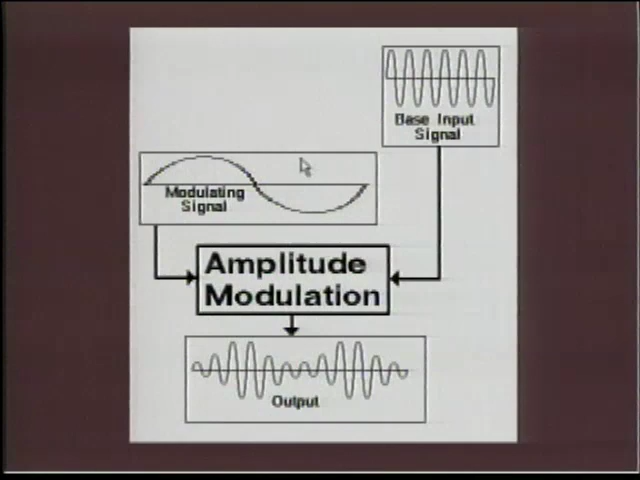 Base Input
Signal
Modulating
Signal
Amplitude
Modulation
Output